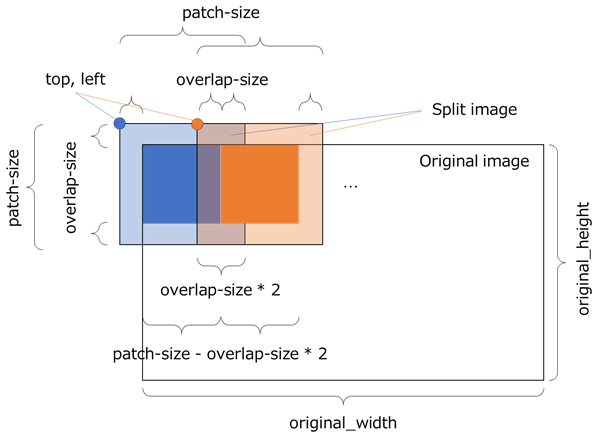 patch-size
top, left
overlap-size
Split image
Original image
patch-size
overlap-size
...
original_height
overlap-size * 2
patch-size - overlap-size * 2
original_width